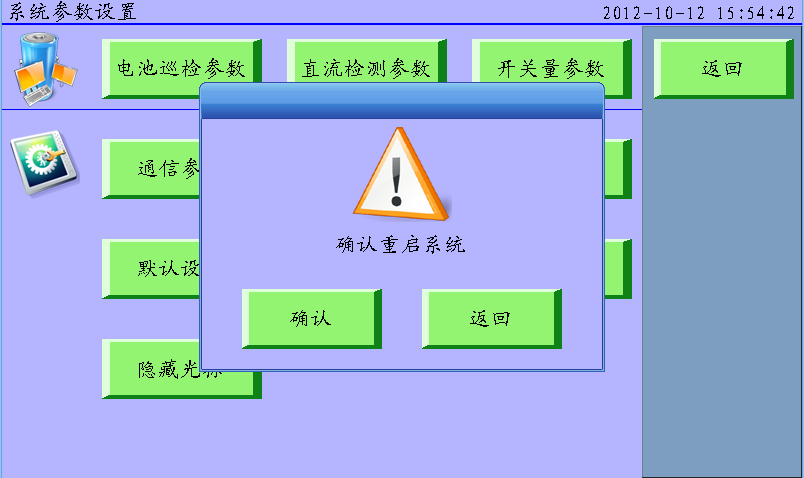 系统参数设置
2012-10-12 15:54:42
电池巡检参数
直流检测参数
开关量参数
返回
通信参
默认设
隐藏光标
确认重启系统
确认
返回